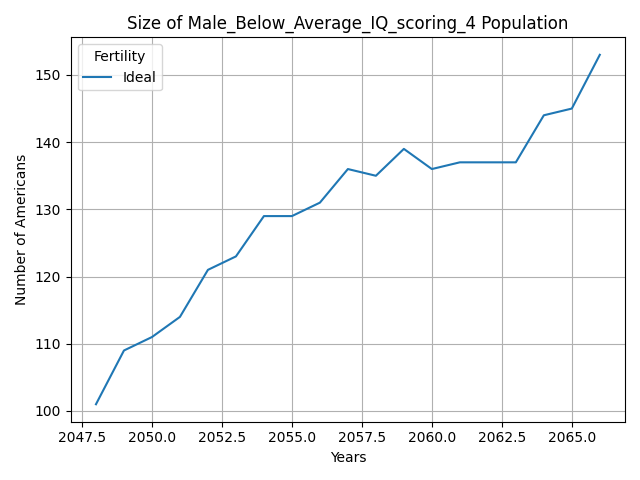 Size of Male_Below_Average_IQ_scoring_4 Population
Fertility
Ideal
Number of Americans
150
140
130
120
110
100
2047.5 2050.0 2052.5 2055.0 2057.5 2060.0 2062.5 2065.0
Years